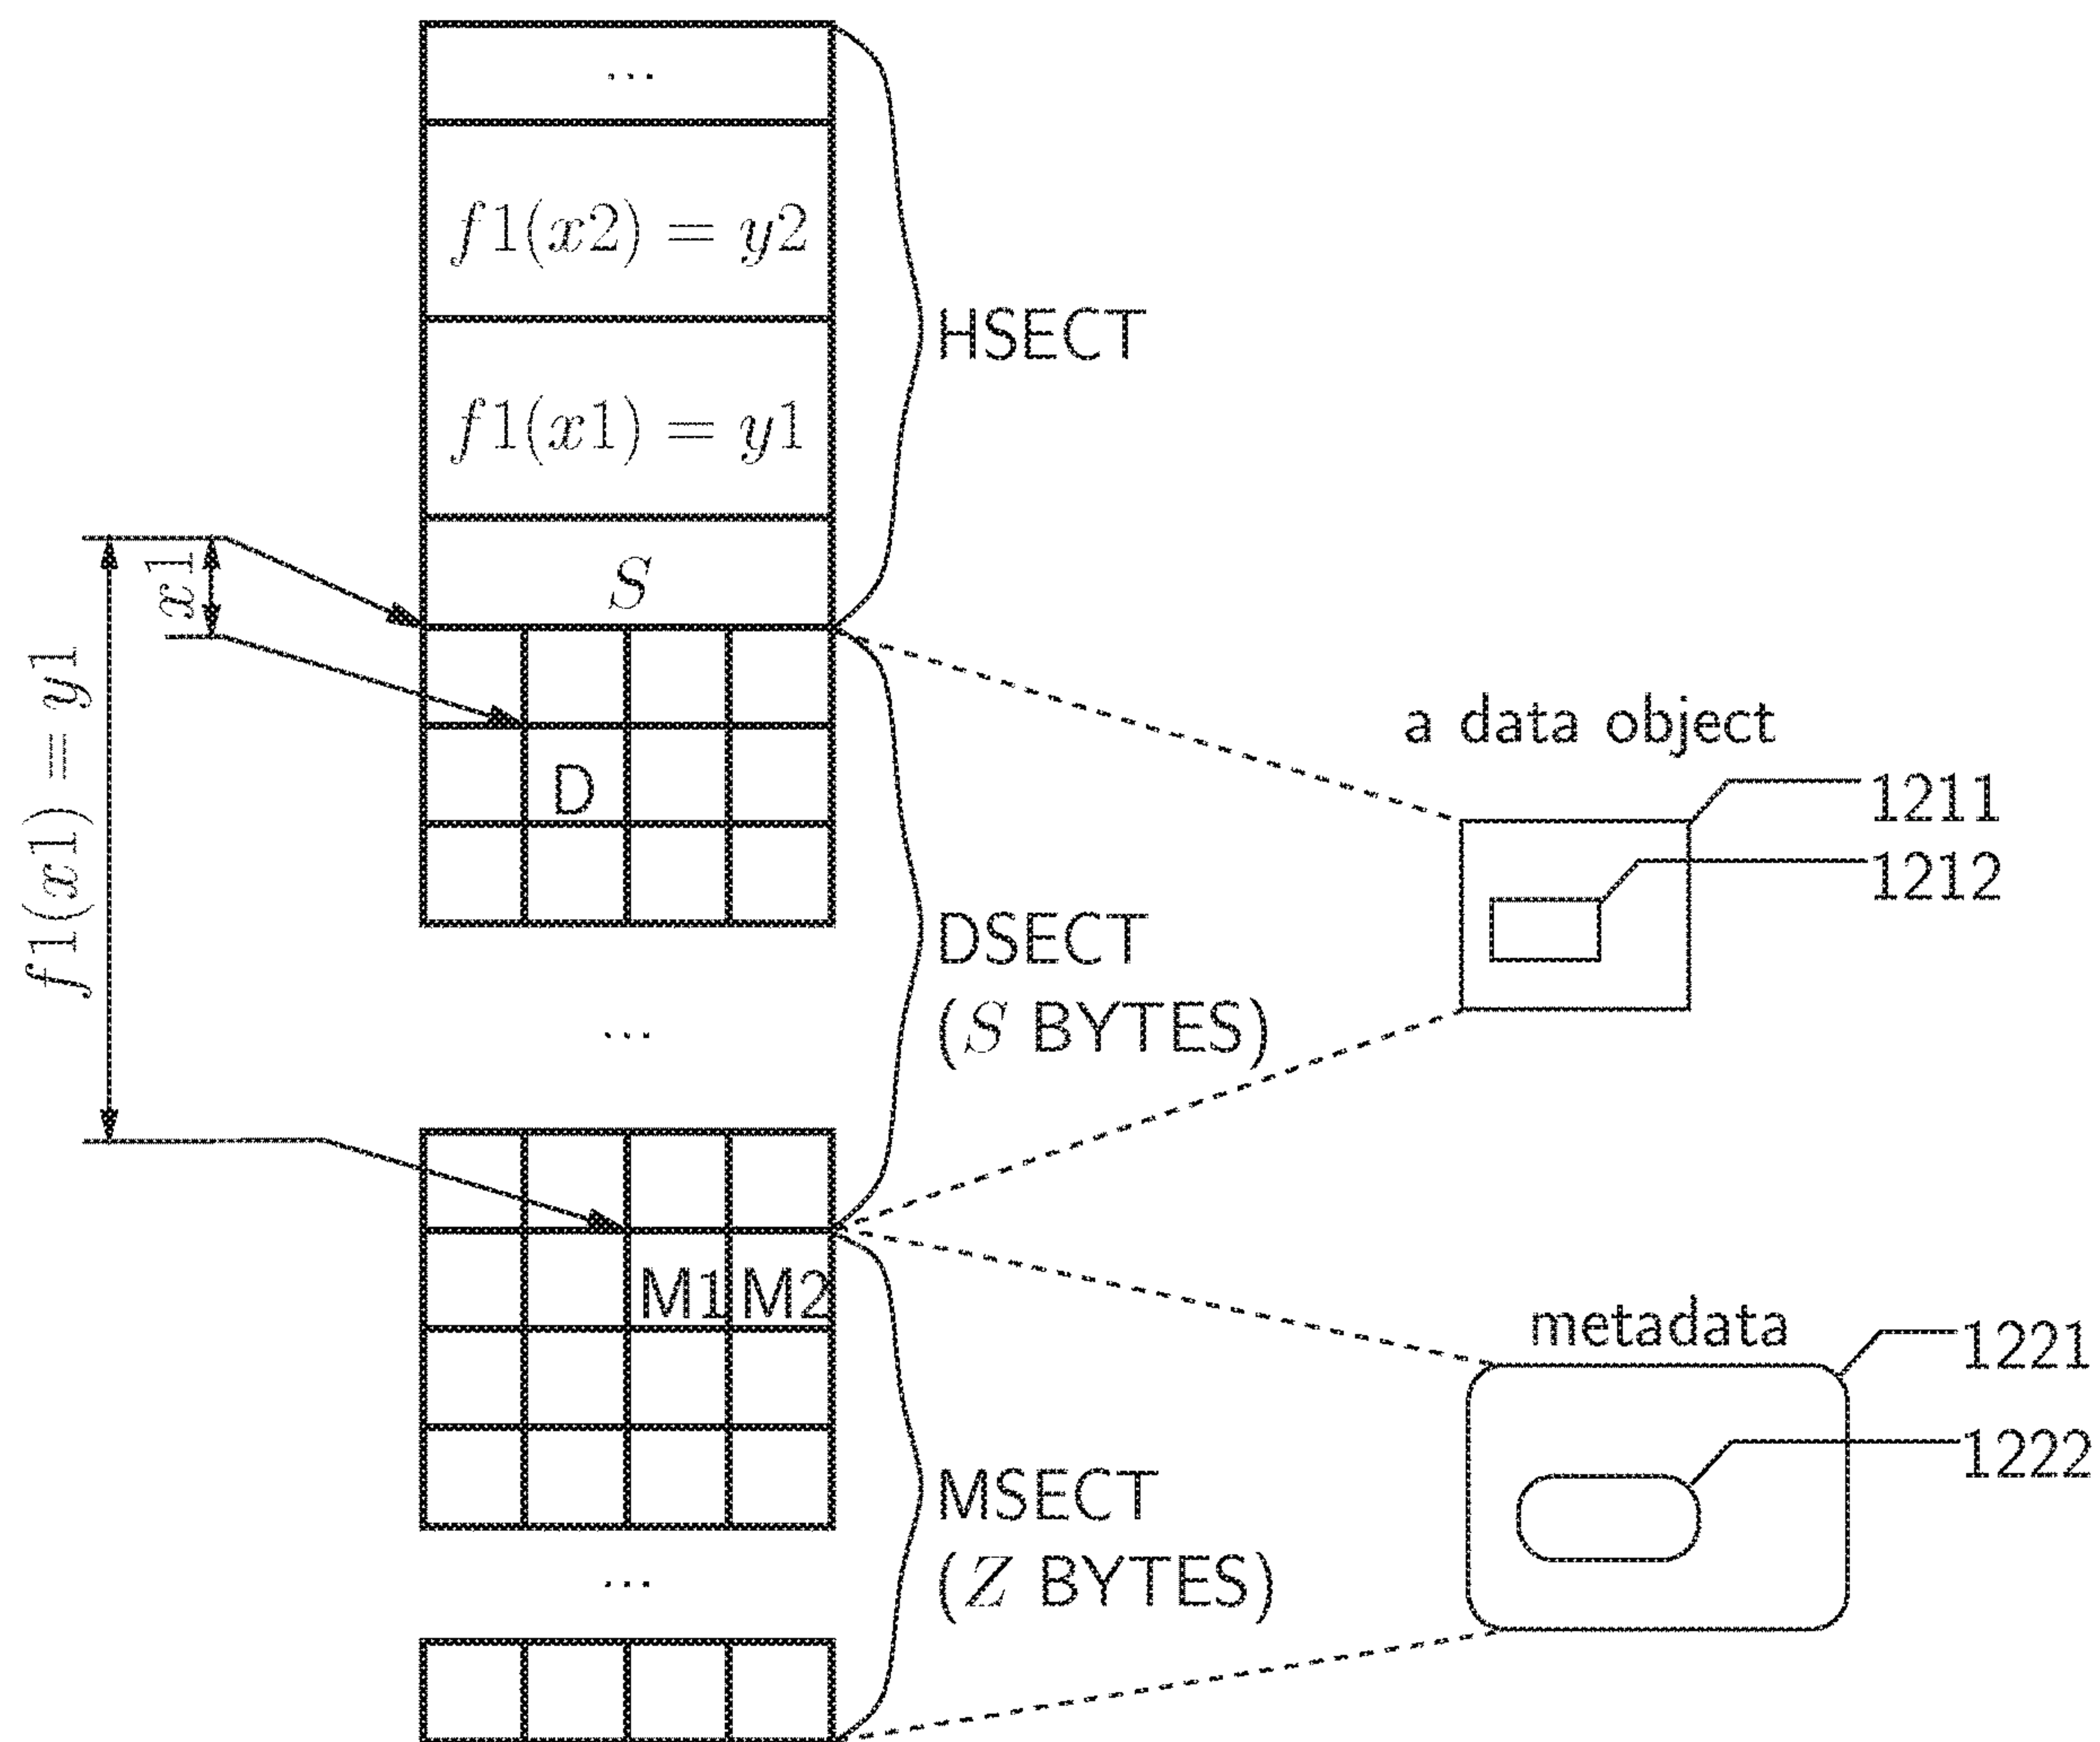 ...
f1(x2) = y2
HSECT
f1(x1) = y1
x1
S
f1(x1) = y1
a data object
1211
D
1212
DSECT
(S BYTES)
...
M1 M2
metadata
1221
1222
MSECT
(Z BYTES)
...